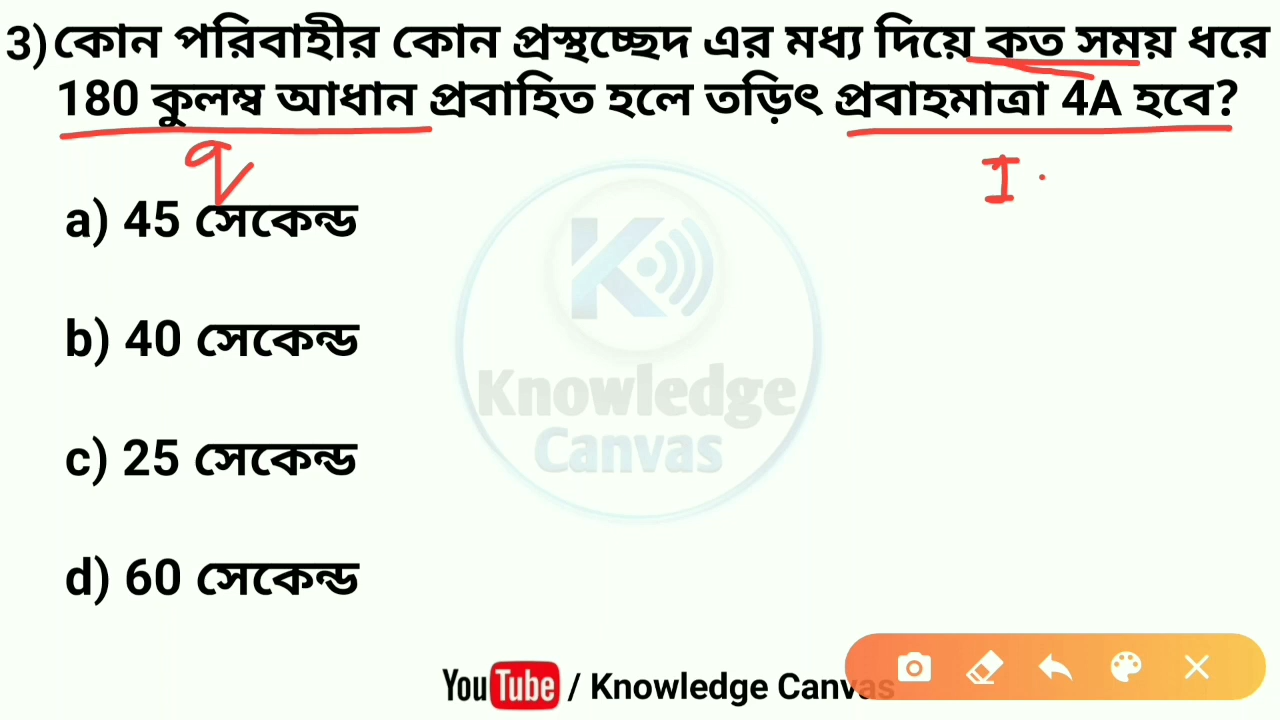 3) কোন পরিবাহীর কোন প্রস্থচ্ছেদ এর মধ্য দিয়ে কত সময় ধরে
180 কুলম্ব আধান প্রবাহিত হলে তড়িৎ প্রবাহমাত্রা 4A হবে?
q
I
a) 45 সেকেন্ড
b) 40 সেকেন্ড
c) 25 সেকেন্ড
d) 60 সেকেন্ড
K
Knowledge
Canvas
YouTube / Knowledge Canvas